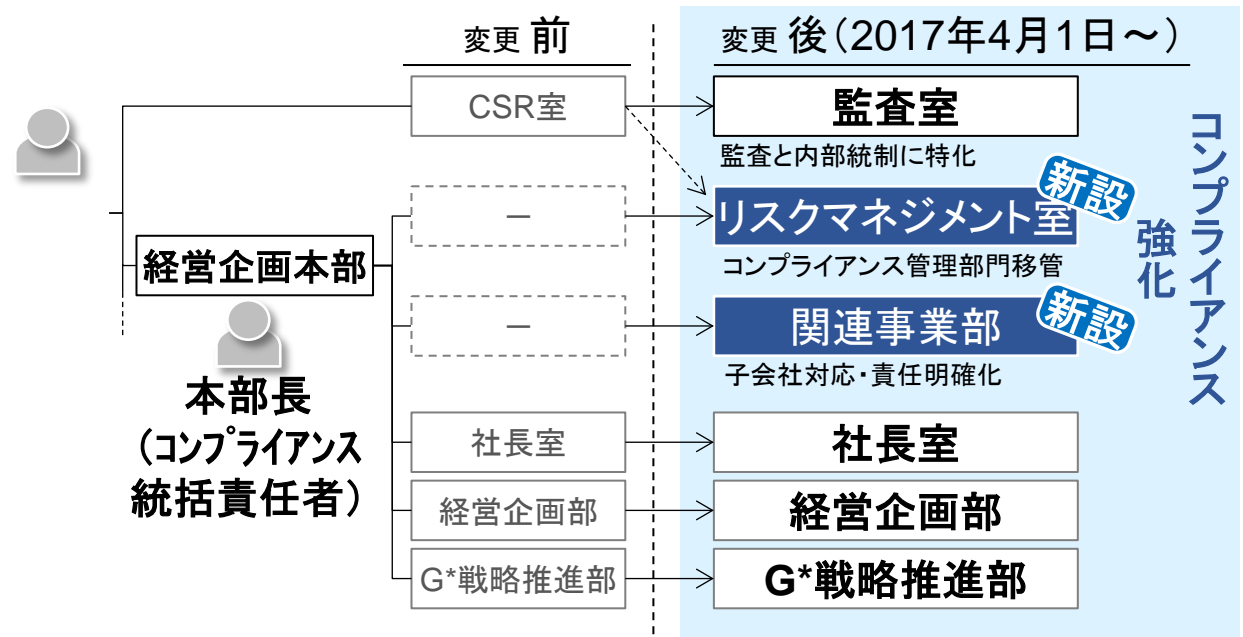 変更 前
変更 後（2017年4月1日～）
CSR室
監査室
監査と内部統制に特化
－
リスクマネジメント室
新設
コンプライアンス管理部門移管
経営企画本部
－
関連事業部
新設
子会社対応・責任明確化
本部長
（コンプライアンス
統括責任者）
社長室
社長室
経営企画部
経営企画部
G*戦略推進部
G*戦略推進部
コンプライアンス
強化